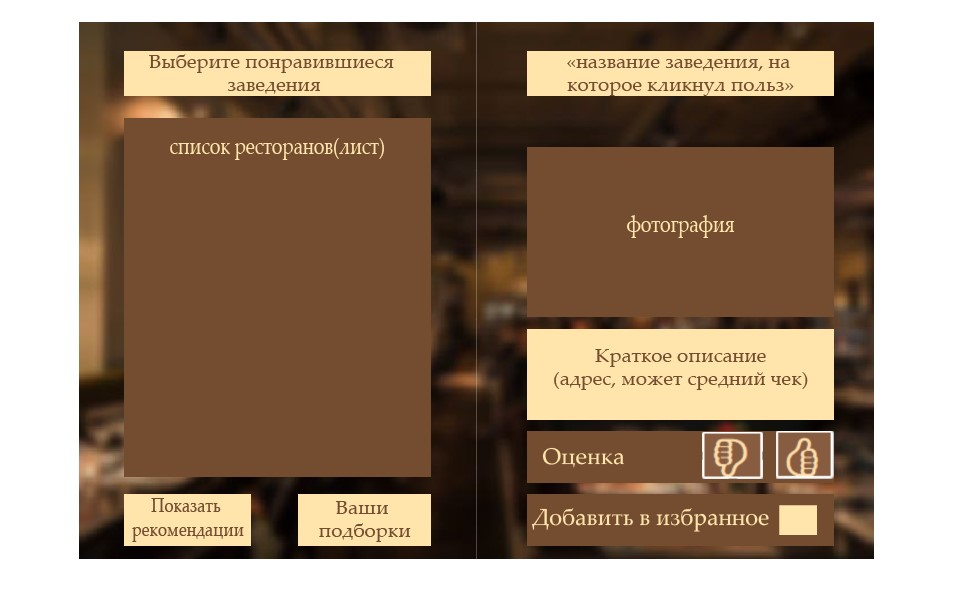 Выберите понравившиеся
заведения
список ресторанов(лист)
Показать
рекомендации
Ваши
подборки
«название заведения, на
которое кликнул польз»
фотография
Краткое описание
(адрес, может средний чек)
Оценка
Добавить в избранное